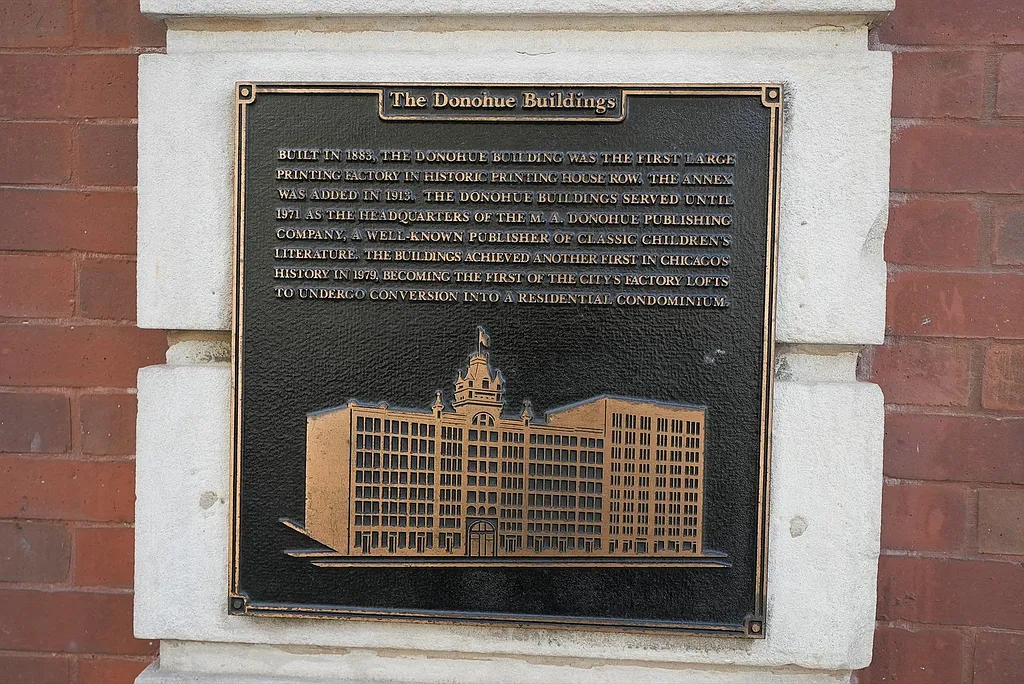 The Donohue Buildings
BUILT IN 1883, THE DONOHUE BUILDING WAS THE FIRST LARGE
PRINTING FACTORY IN HISTORIC PRINTING HOUSE ROW. THE ANNEX
WAS ADDED IN 1913. THE DONOHUE BUILDINGS SERVED UNTIL
1971 AS THE HEADQUARTERS OF THE M. A. DONOHUE PUBLISHING
COMPANY, A WELL-KNOWN PUBLISHER OF CLASSIC CHILDREN'S
LITERATURE. THE BUILDINGS ACHIEVED ANOTHER FIRST IN CHICAGO'S
HISTORY IN 1979, BECOMING THE FIRST OF THE CITY'S FACTORY LOFTS
TO UNDERGO CONVERSION INTO A RESIDENTIAL CONDOMINIUM.